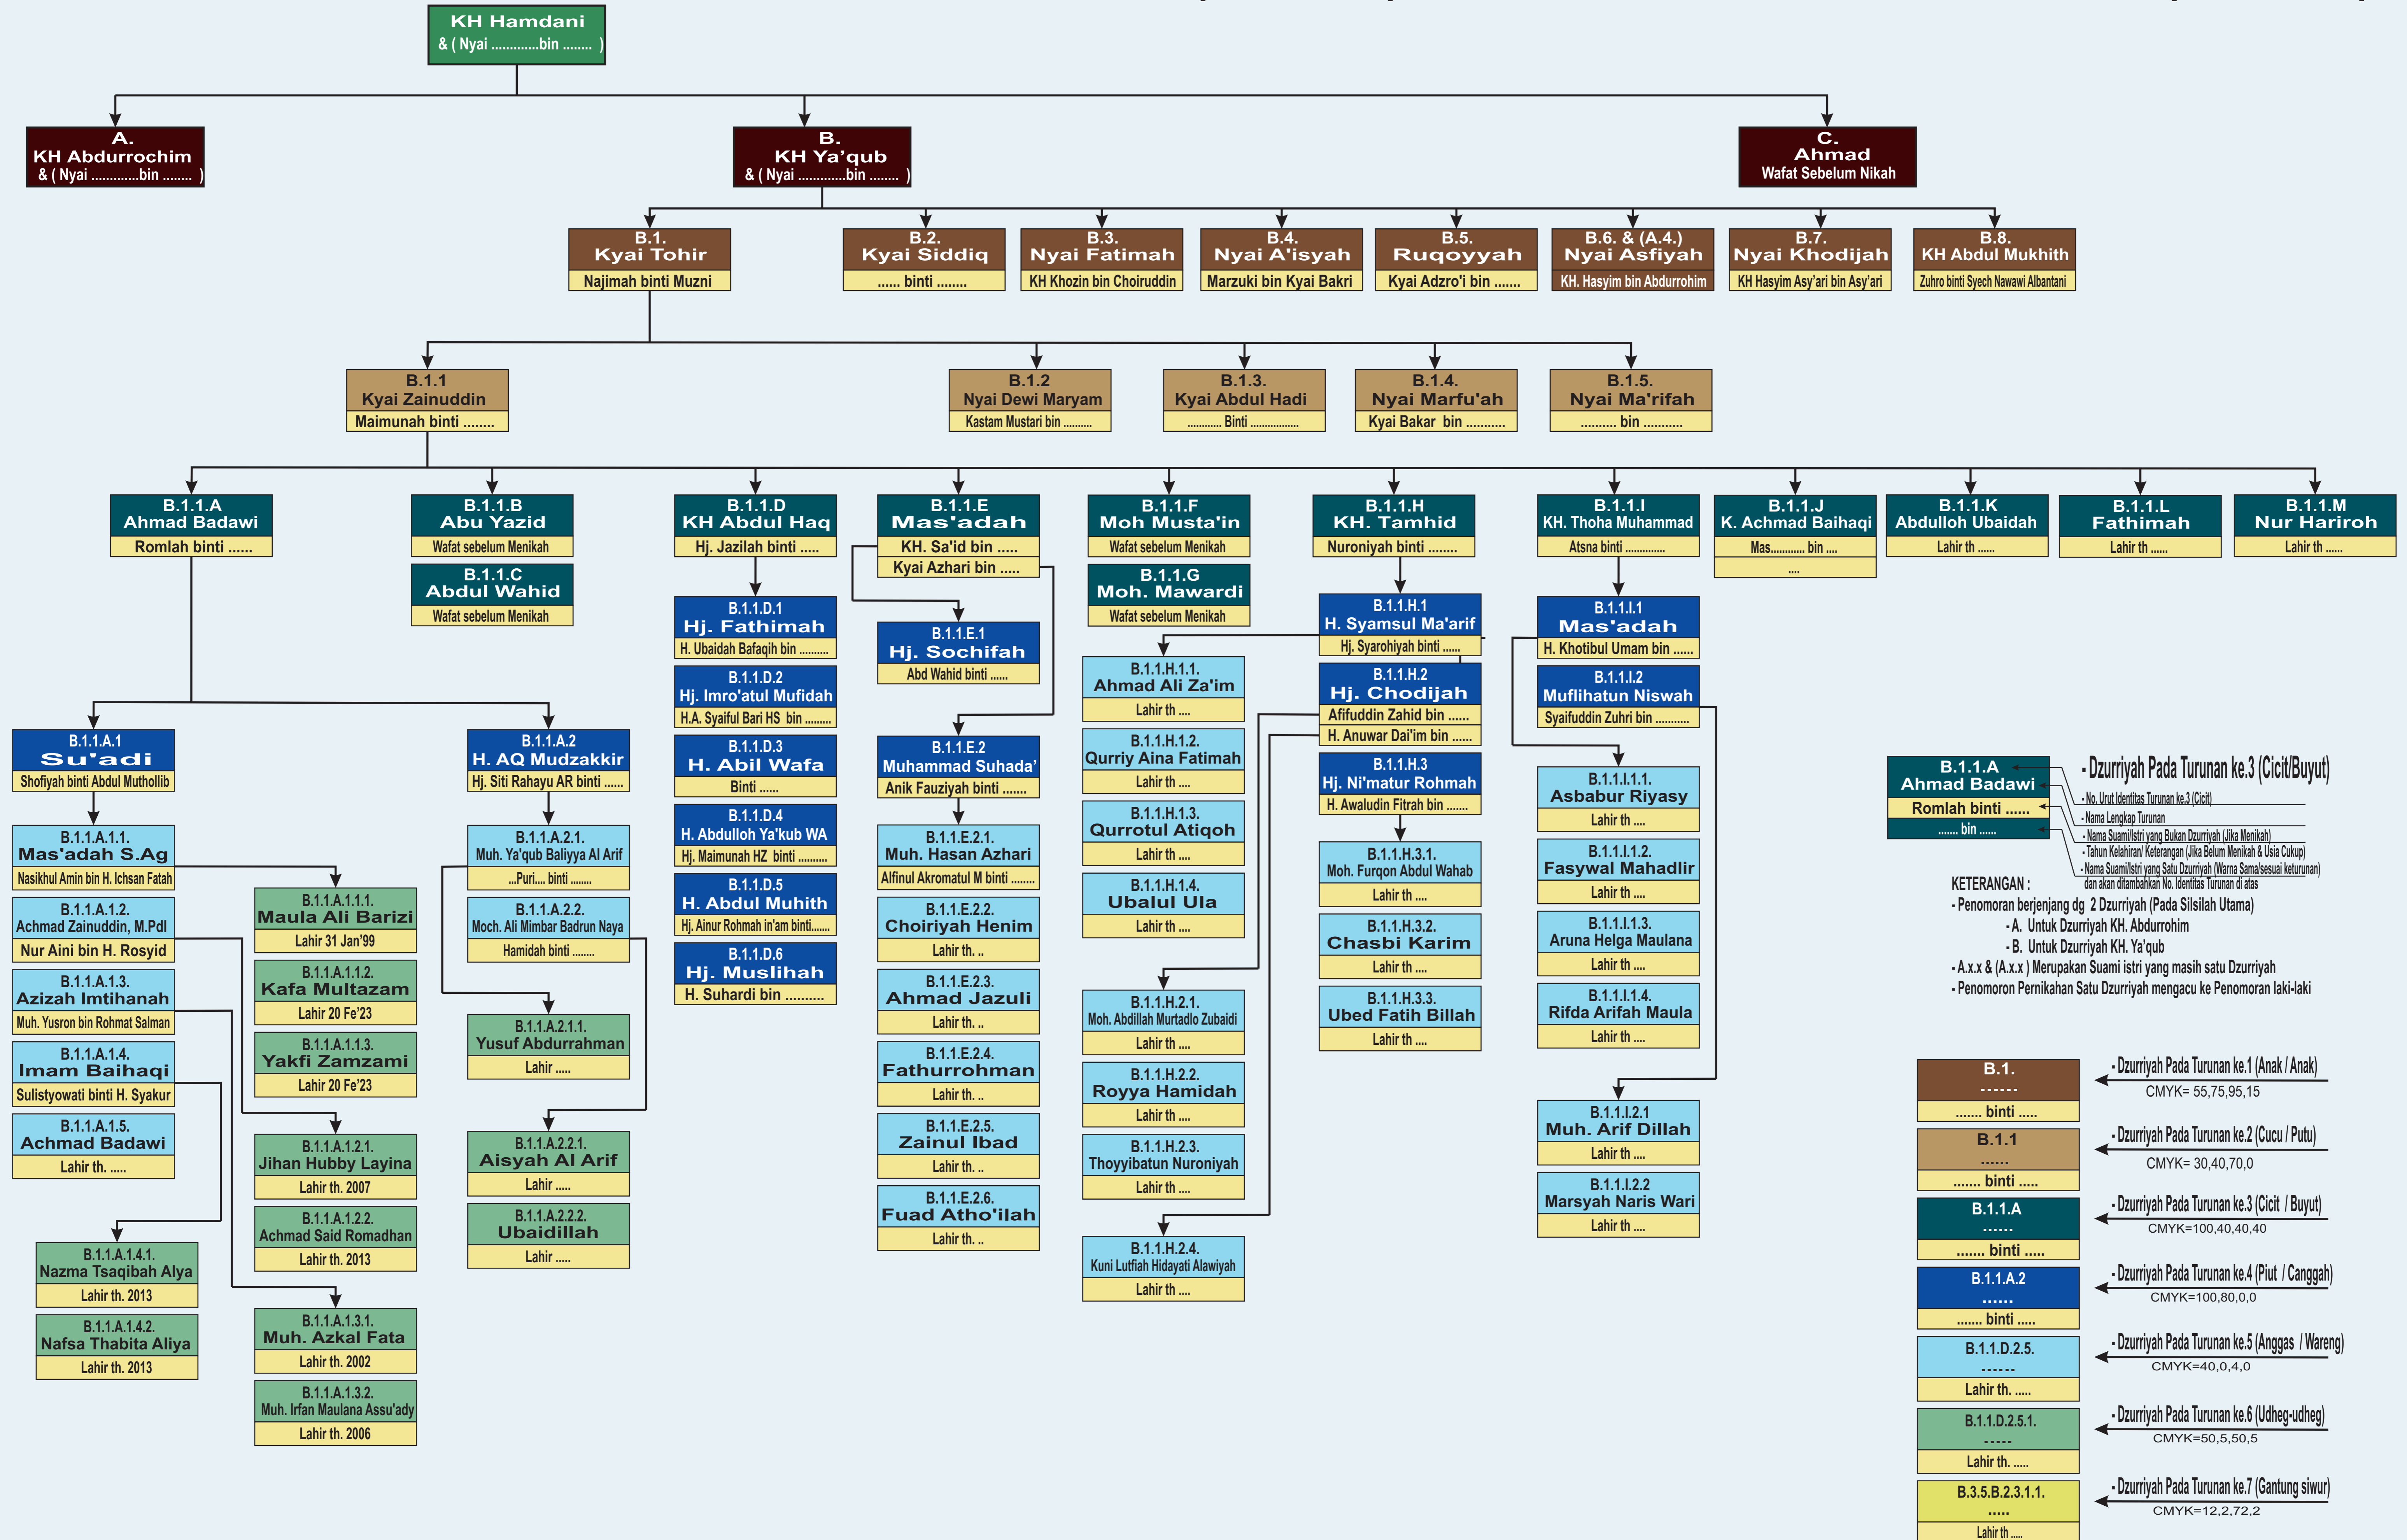 KH Hamdani
& ( Nyai .............bin ........ )
A.
KH Abdurrochim
& ( Nyai .............bin ........ )
B.
KH Ya'qub
& ( Nyai .............bin ........ )
C.
Ahmad
Wafat Sebelum Nikah
B.1.
Kyai Tohir
Najimah binti Muzni
B.2.
Kyai Siddiq
...... binti ........
B.3.
Nyai Fatimah
KH Khozin bin Choiruddin
B.4.
Nyai A'isyah
Marzuki bin Kyai Bakri
B.5.
Ruqoyyah
Kyai Adzro'i bin .......
B.6. & (A.4.)
Nyai Asfiyah
KH. Hasyim bin Abdurrohim
B.7.
Nyai Khodijah
KH Hasyim Asy'ari bin Asy'ari
B.8.
KH Abdul Mukhith
Zuhro binti Syech Nawawi Albantani
B.1.1
Kyai Zainuddin
Maimunah binti ........
B.1.2
Nyai Dewi Maryam
Kastam Mustari bin ..........
B.1.3.
Kyai Abdul Hadi
............ Binti .................
B.1.4.
Nyai Marfu'ah
Kyai Bakar bin ...........
B.1.5.
Nyai Ma'rifah
.......... bin ...........
B.1.1.A
Ahmad Badawi
Romlah binti ......
B.1.1.B
Abu Yazid
Wafat sebelum Menikah
B.1.1.C
Abdul Wahid
Wafat sebelum Menikah
B.1.1.D
KH Abdul Haq
Hj. Jazilah binti .....
B.1.1.E
Mas'adah
KH. Sa'id bin .....
Kyai Azhari bin .....
B.1.1.F
Moh Musta'in
Wafat sebelum Menikah
B.1.1.G
Moh. Mawardi
Wafat sebelum Menikah
B.1.1.H
KH. Tamhid
Nuroniyah binti ........
B.1.1.I
KH. Thoha Muhammad
Atsna binti ..............
B.1.1.J
K. Achmad Baihaqi
Mas............ bin ....
....
B.1.1.K
Abdulloh Ubaidah
Lahir th ......
B.1.1.L
Fathimah
Lahir th ......
B.1.1.M
Nur Hariroh
Lahir th ......
B.1.1.A.1
Su'adi
Shofiyah binti Abdul Muthollib
B.1.1.A.1.1.
Mas'adah S.Ag
Nasikhul Amin bin H. Ichsan Fatah
B.1.1.A.1.2.
Achmad Zainuddin, M.PdI
Nur Aini bin H. Rosyid
B.1.1.A.1.3.
Azizah Imtihanah
Muh. Yusron bin Rohmat Salman
B.1.1.A.1.4.
Imam Baihaqi
Sulistyowati binti H. Syakur
B.1.1.A.1.5.
Achmad Badawi
Lahir th. .....
B.1.1.A.1.4.1.
Nazma Tsaqibah Alya
Lahir th. 2013
B.1.1.A.1.4.2.
Nafsa Thabita Aliya
Lahir th. 2013
B.1.1.A.1.1.1.
Maula Ali Barizi
Lahir 31 Jan'99
B.1.1.A.1.1.2.
Kafa Multazam
Lahir 20 Fe'23
B.1.1.A.1.1.3.
Yakfi Zamzami
Lahir 20 Fe'23
B.1.1.A.1.2.1.
Jihan Hubby Layina
Lahir th. 2007
B.1.1.A.1.2.2.
Achmad Said Romadhan
Lahir th. 2013
B.1.1.A.1.3.1.
Muh. Azkal Fata
Lahir th. 2002
B.1.1.A.1.3.2.
Muh. Irfan Maulana Assu'ady
Lahir th. 2006
B.1.1.A.2
H. AQ Mudzakkir
Hj. Siti Rahayu AR binti ......
B.1.1.A.2.1.
Muh. Ya'qub Baliyya Al Arif
...Puri.... binti ........
B.1.1.A.2.2.
Moch. Ali Mimbar Badrun Naya
Hamidah binti ........
B.1.1.A.2.1.1.
Yusuf Abdurrahman
Lahir .....
B.1.1.A.2.2.1.
Aisyah Al Arif
Lahir .....
B.1.1.A.2.2.2.
Ubaidillah
Lahir .....
B.1.1.D.1
Hj. Fathimah
H. Ubaidah Bafaqih bin ..........
B.1.1.D.2
Hj. Imro'atul Mufidah
H.A. Syaiful Bari HS bin .........
B.1.1.D.3
H. Abil Wafa
Binti ......
B.1.1.D.4
H. Abdulloh Ya'kub WA
Hj. Maimunah HZ binti ..........
B.1.1.D.5
H. Abdul Muhith
Hj. Ainur Rohmah in'am binti.......
B.1.1.D.6
Hj. Muslihah
H. Suhardi bin ..........
B.1.1.E.1
Hj. Sochifah
Abd Wahid binti ......
B.1.1.E.2
Muhammad Suhada'
Anik Fauziyah binti .......
B.1.1.E.2.1.
Muh. Hasan Azhari
Alfinul Akromatul M binti ........
B.1.1.E.2.2.
Choiriyah Henim
Lahir th. ..
B.1.1.E.2.3.
Ahmad Jazuli
Lahir th. ..
B.1.1.E.2.4.
Fathurrohman
Lahir th. ..
B.1.1.E.2.5.
Zainul Ibad
Lahir th. ..
B.1.1.E.2.6.
Fuad Atho'ilah
Lahir th. ..
B.1.1.H.1
H. Syamsul Ma'arif
Hj. Syarohiyah binti ......
B.1.1.H.2
Hj. Chodijah
Afifuddin Zahid bin ......
H. Anuwar Dai'im bin ......
B.1.1.H.3
Hj. Ni'matur Rohmah
H. Awaludin Fitrah bin .......
B.1.1.H.1.1.
Ahmad Ali Za'im
Lahir th ....
B.1.1.H.1.2.
Qurriy Aina Fatimah
Lahir th ....
B.1.1.H.1.3.
Qurrotul Atiqoh
Lahir th ....
B.1.1.H.1.4.
Ubalul Ula
Lahir th ....
B.1.1.H.2.1.
Moh. Abdillah Murtadlo Zubaidi
Lahir th ....
B.1.1.H.2.2.
Royya Hamidah
Lahir th ....
B.1.1.H.2.3.
Thoyyibatun Nuroniyah
Lahir th ....
B.1.1.H.2.4.
Kuni Lutfiah Hidayati Alawiyah
Lahir th ....
B.1.1.H.3.1.
Moh. Furqon Abdul Wahab
Lahir th ....
B.1.1.H.3.2.
Chasbi Karim
Lahir th ....
B.1.1.H.3.3.
Ubed Fatih Billah
Lahir th ....
B.1.1.I.1
Mas'adah
H. Khotibul Umam bin ......
B.1.1.I.2
Muflihatun Niswah
Syaifuddin Zuhri bin ...........
B.1.1.I.1.1.
Asbabur Riyasy
Lahir th ....
B.1.1.I.1.2.
Fasywal Mahadlir
Lahir th ....
B.1.1.I.1.3.
Aruna Helga Maulana
Lahir th ....
B.1.1.I.1.4.
Rifda Arifah Maula
Lahir th ....
B.1.1.I.2.1
Muh. Arif Dillah
Lahir th ....
B.1.1.I.2.2
Marsyah Naris Wari
Lahir th ....
B.1.1.A
Ahmad Badawi
Romlah binti ......
....... bin ......
- Dzurriyah Pada Turunan ke.3 (Cicit/Buyut)
- No. Urut Identitas Turunan ke.3 (Cicit)
- Nama Lengkap Turunan
- Nama Suami/Istri yang Bukan Dzurriyah (Jika Menikah)
- Tahun Kelahiran/ Keterangan (Jika Belum Menikah & Usia Cukup)
- Nama Suami/Istri yang Satu Dzurriyah (Warna Sama/sesuai keturunan)
dan akan ditambahkan No. Identitas Turunan di atas
KETERANGAN :
- Penomoran berjenjang dg 2 Dzurriyah (Pada Silsilah Utama)
- A. Untuk Dzurriyah KH. Abdurrohim
- B. Untuk Dzurriyah KH. Ya'qub
- A.x.x & (A.x.x ) Merupakan Suami istri yang masih satu Dzurriyah
- Penomoron Pernikahan Satu Dzurriyah mengacu ke Penomoran laki-laki
B.1.
......
....... binti .....
- Dzurriyah Pada Turunan ke.1 (Anak / Anak)
CMYK= 55,75,95,15
B.1.1
......
....... binti .....
- Dzurriyah Pada Turunan ke.2 (Cucu / Putu)
CMYK= 30,40,70,0
B.1.1.A
......
....... binti .....
- Dzurriyah Pada Turunan ke.3 (Cicit / Buyut)
CMYK=100,40,40,40
B.1.1.A.2
......
....... binti .....
- Dzurriyah Pada Turunan ke.4 (Piut / Canggah)
CMYK=100,80,0,0
B.1.1.D.2.5.
......
Lahir th. .....
- Dzurriyah Pada Turunan ke.5 (Anggas / Wareng)
CMYK=40,0,4,0
B.1.1.D.2.5.1.
.....
Lahir th. .....
- Dzurriyah Pada Turunan ke.6 (Udheg-udheg)
CMYK=50,5,50,5
B.3.5.B.2.3.1.1.
.....
Lahir th .....
- Dzurriyah Pada Turunan ke.7 (Gantung siwur)
CMYK=12,2,72,2